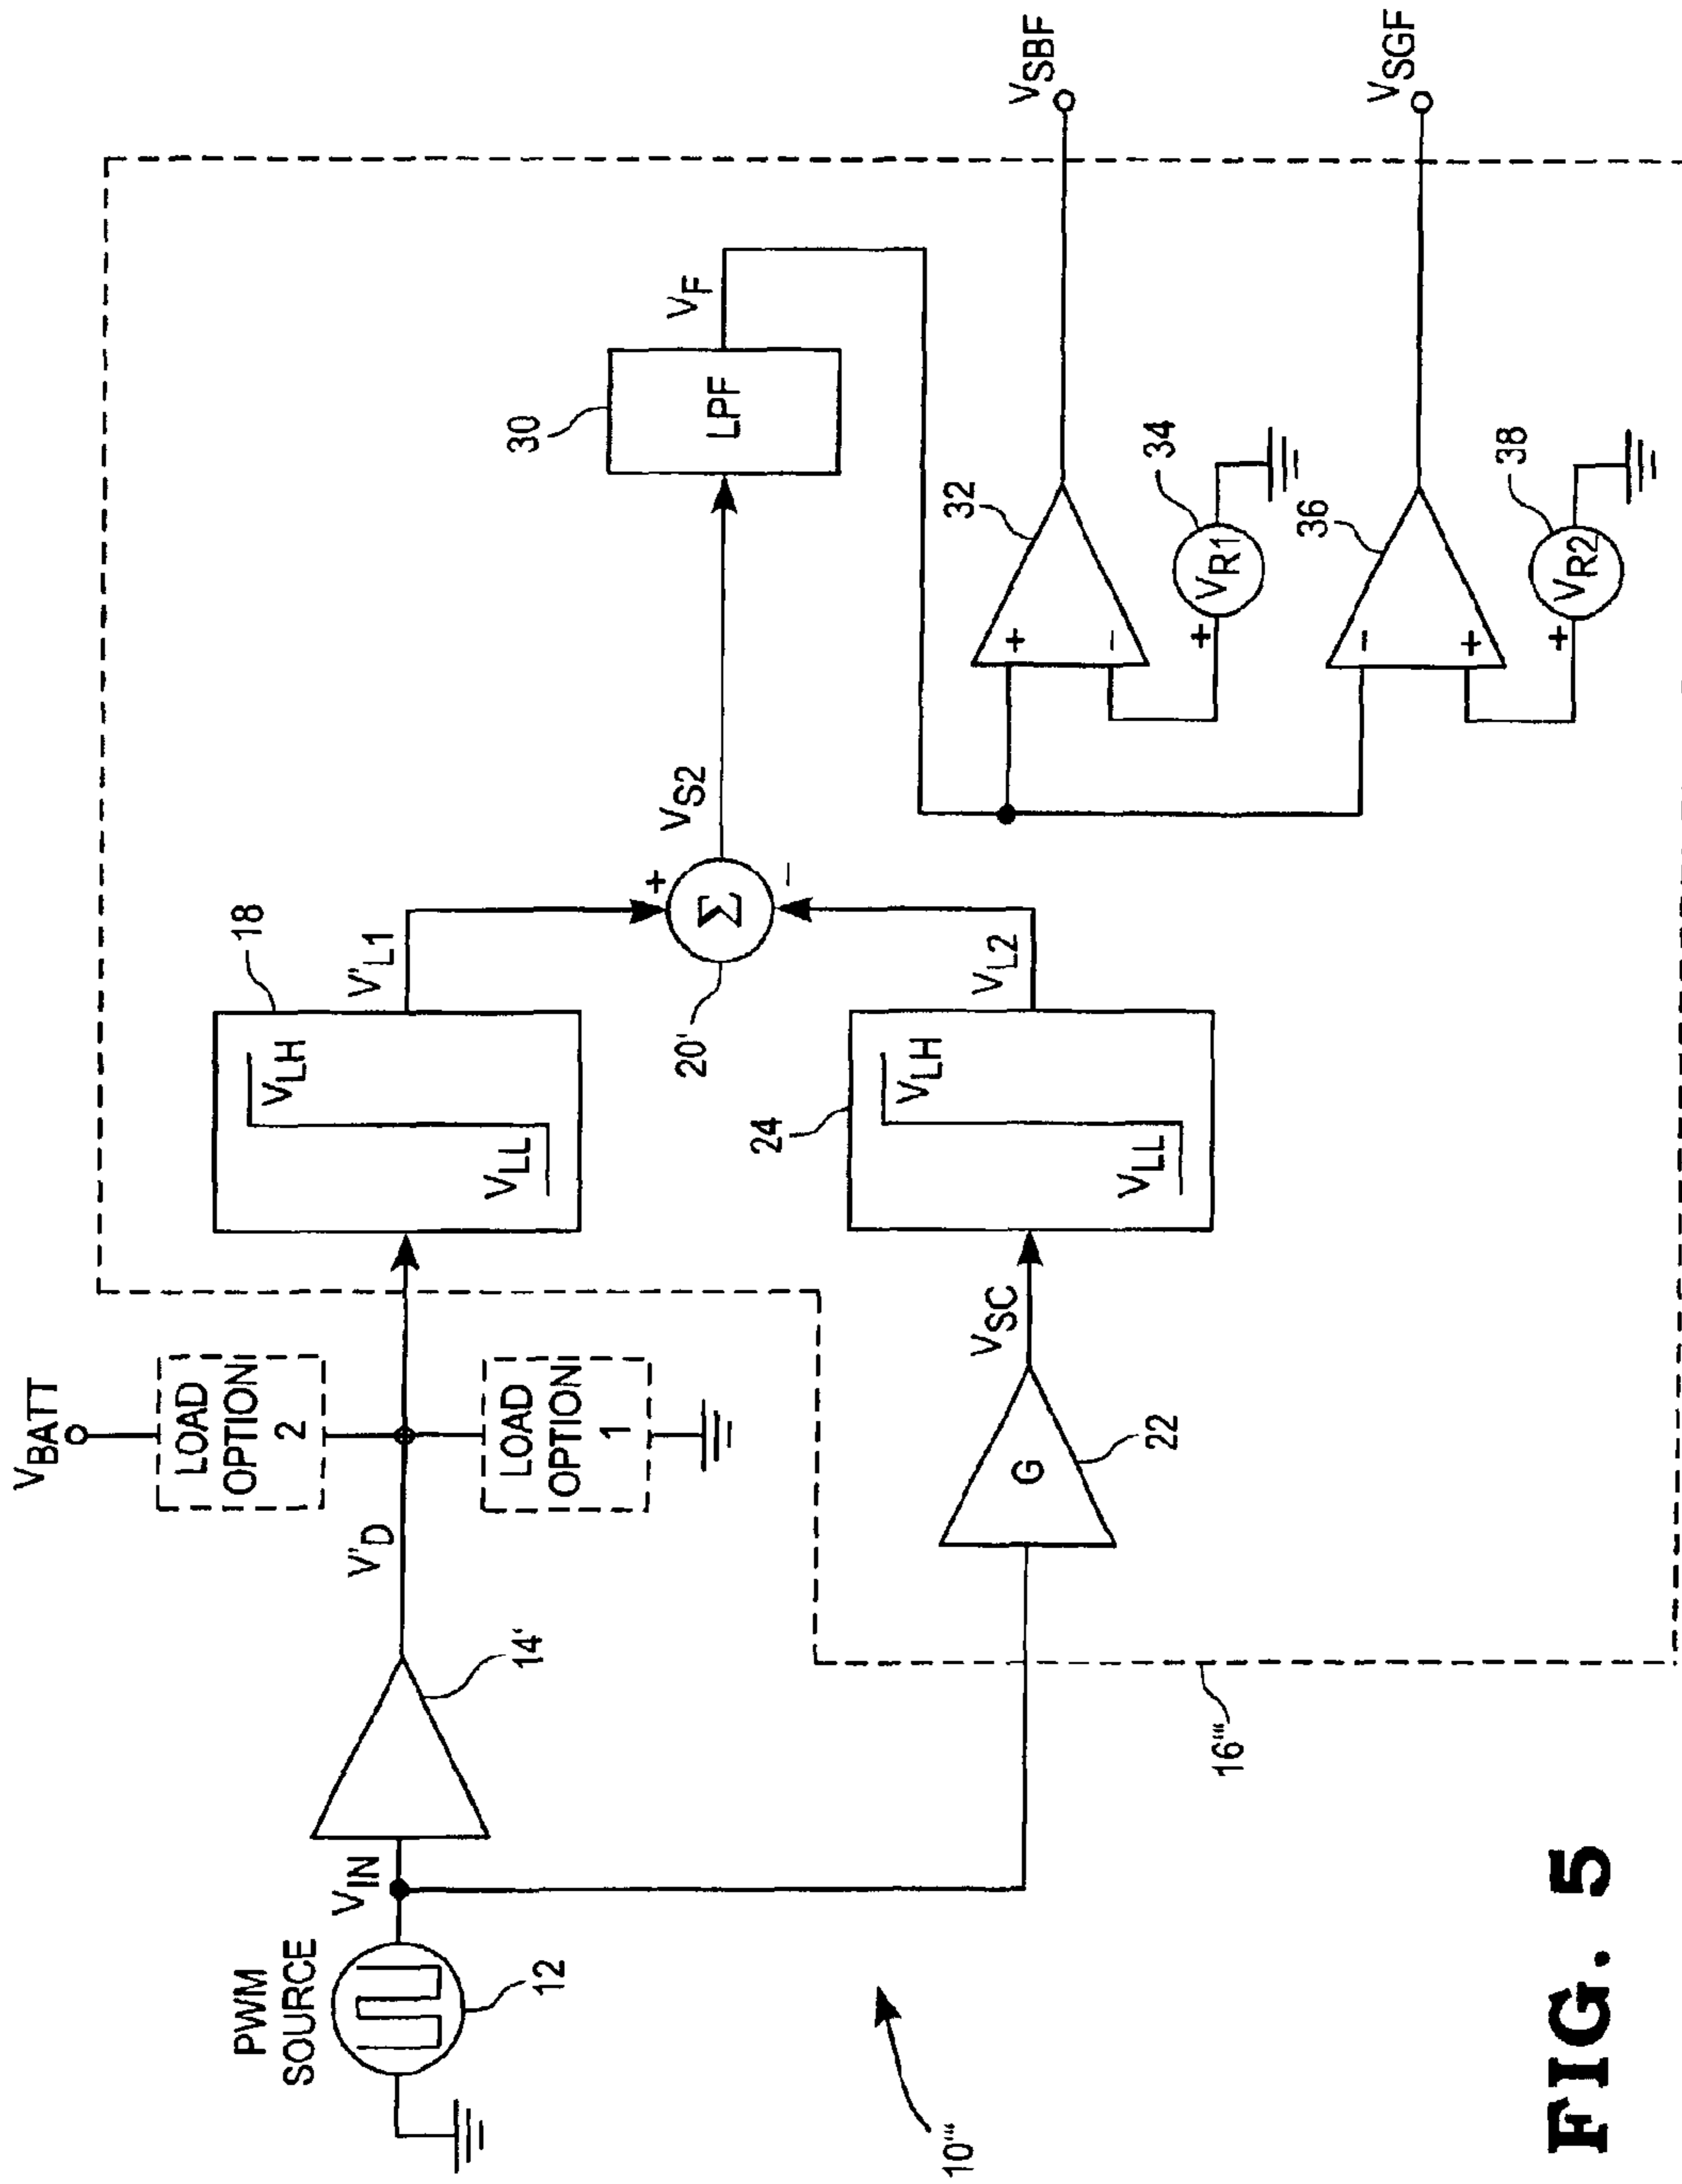 V_BATT
LOAD
OPTION
2
LOAD
OPTION
1
PWM
SOURCE
12
V_IN
14'
V'_D
18
V_LL
V_LH
V'_L1
+
−
Σ
20'
V_S2
30
LPF
V_F
G
22
V_SC
24
V_LL
V_LH
V_L2
+
−
32
V_SBF
+
V_R1
34
−
+
36
V_SGF
+
V_R2
38
10'''
16'''
FIG. 5